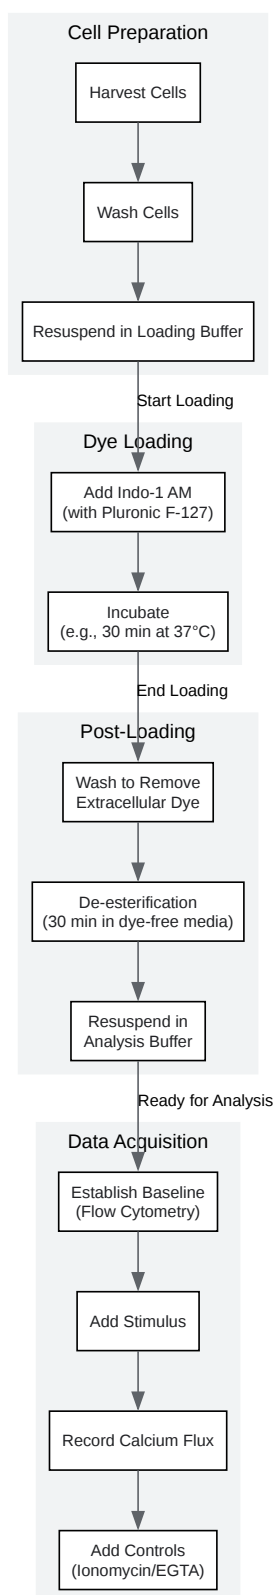 Cell Preparation
Harvest Cells
Wash Cells
Resuspend in Loading Buffer
Start Loading
Dye Loading
Add Indo-1 AM
(with Pluronic F-127)
Incubate
(e.g., 30 min at 37°C)
End Loading
Post-Loading
Wash to Remove
Extracellular Dye
De-esterification
(30 min in dye-free media)
Resuspend in
Analysis Buffer
Ready for Analysis
Data Acquisition
Establish Baseline
(Flow Cytometry)
Add Stimulus
Record Calcium Flux
Add Controls
(Ionomycin/EGTA)